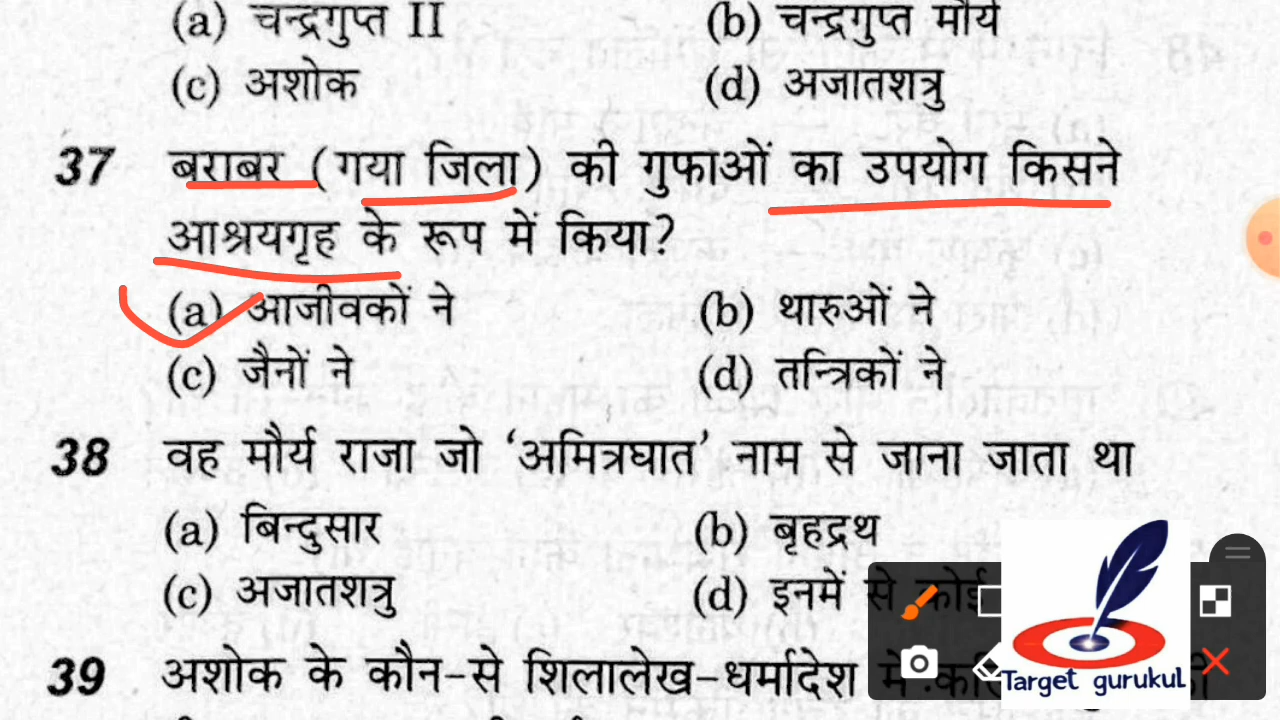 (a) चन्द्रगुप्त II (b) चन्द्रगुप्त मौर्य
(c) अशोक (d) अजातशत्रु
37 बराबर (गया जिला) की गुफाओं का उपयोग किसने
आश्रयगृह के रूप में किया?
(a) आजीवकों ने (b) थारुओं ने
(c) जैनों ने (d) तन्त्रिकों ने
38 वह मौर्य राजा जो ‘अमित्रघात’ नाम से जाना जाता था
(a) बिन्दुसार (b) बृहद्रथ
(c) अजातशत्रु (d) इनमें से कोई
39 अशोक के कौन-से शिलालेख-धर्मादेश में
Target gurukul